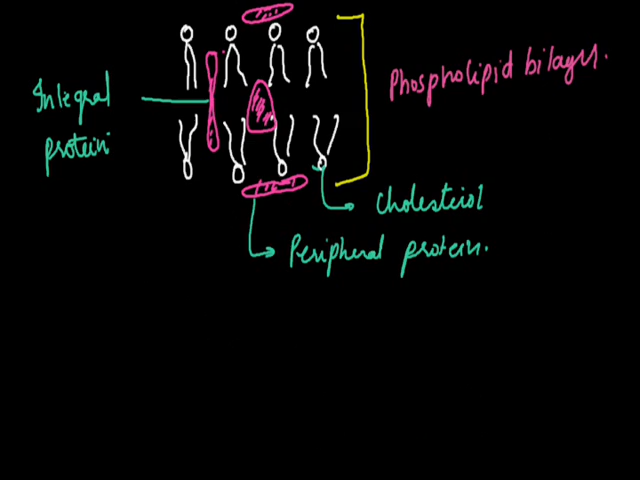 Integral
protein
Phospholipid bilayer.
Cholesterol
Peripheral protein.